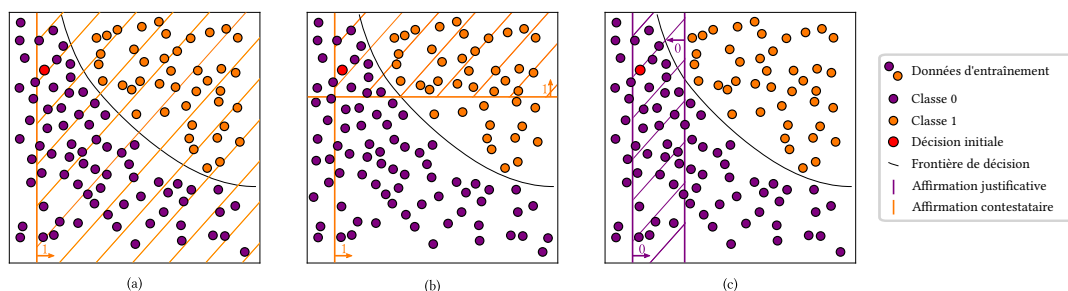 1
1
1
0
0
Données d'entraînement
Classe 0
Classe 1
Décision initiale
Frontière de décision
Affirmation justificative
Affirmation contestataire
(a)
(b)
(c)